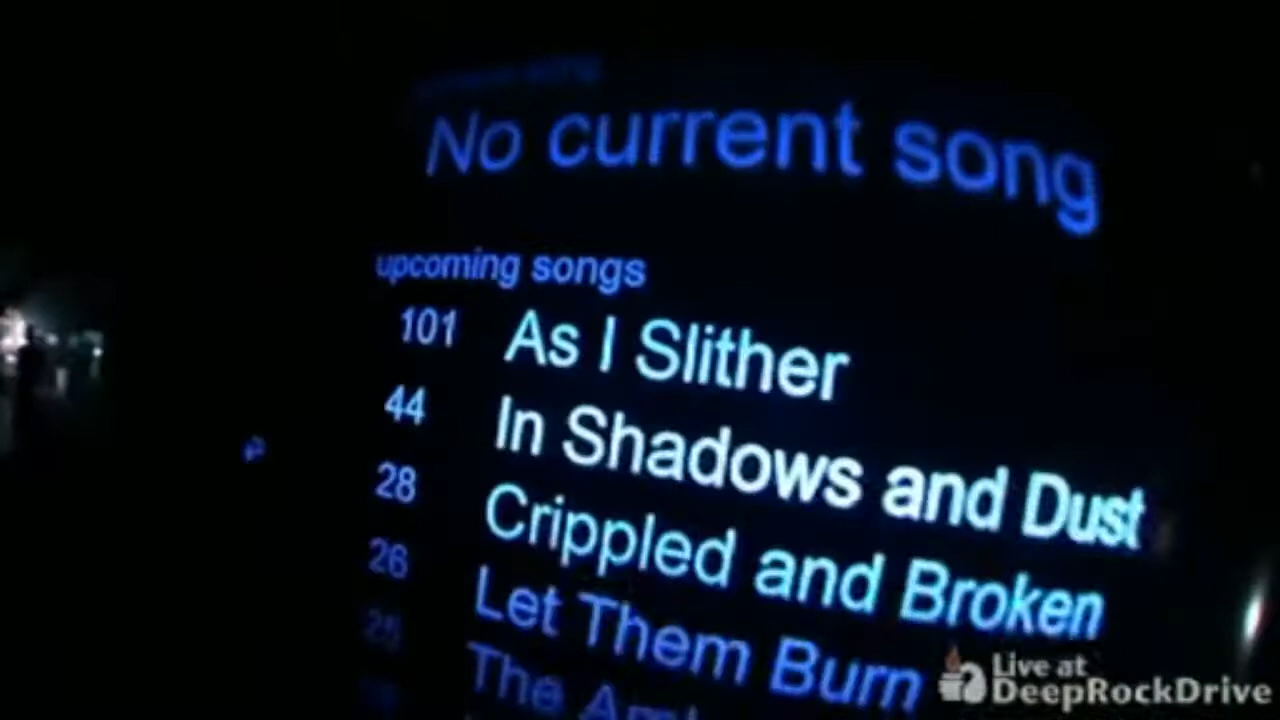 No current song
upcoming songs
101 As I Slither
44 In Shadows and Dust
28 Crippled and Broken
26 Let Them Burn
The
Live at
DeepRockDrive